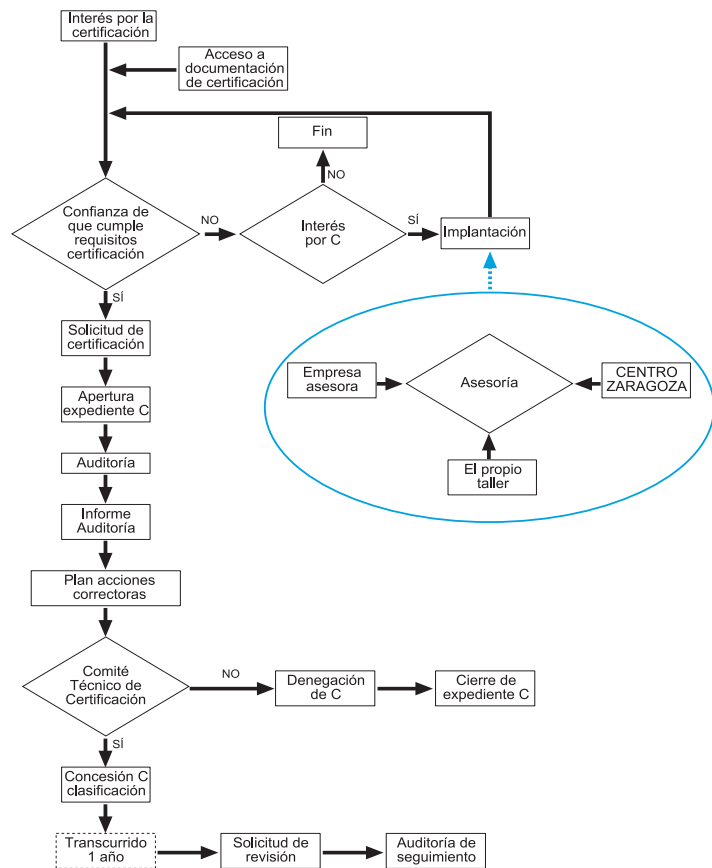 Interés por la
certificación
Acceso a
documentación
de certificación
Fin
NO
Confianza de
que cumple
requisitos
certificación
NO
Interés
por C
SÍ
Implantación
SÍ
Solicitud de
certificación
Empresa
asesora
Asesoría
CENTRO
ZARAGOZA
Apertura
expediente C
Auditoría
El propio
taller
Informe
Auditoría
Plan acciones
correctoras
Comité
Técnico de
Certificación
NO
Denegación
de C
Cierre de
expediente C
SÍ
Concesión C
clasificación
Transcurrido
1 año
Solicitud de
revisión
Auditoría de
seguimiento